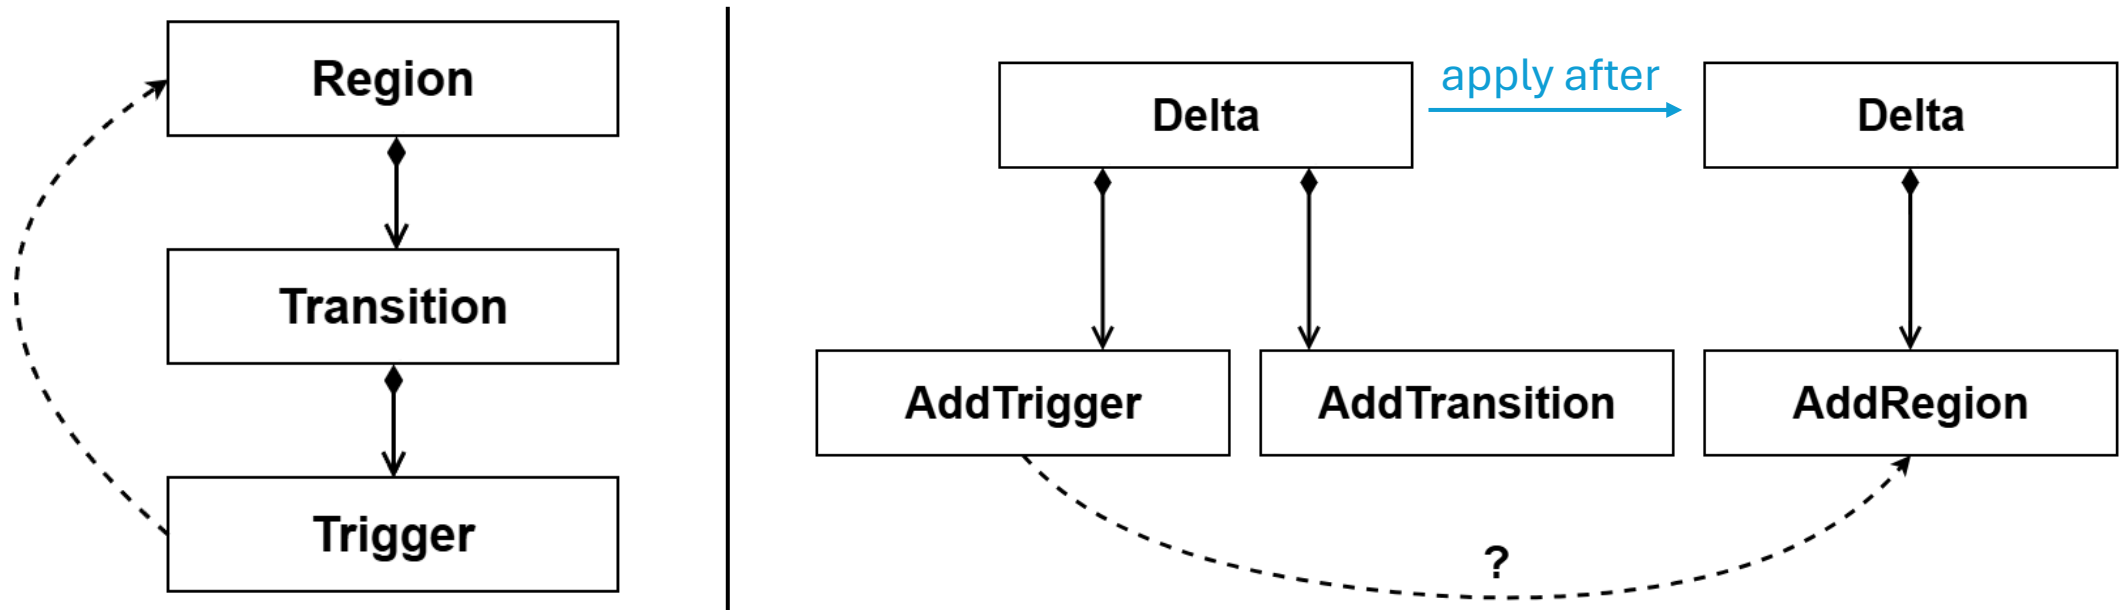 Region
Transition
Trigger
Delta
apply after
Delta
AddTrigger
AddTransition
AddRegion
?